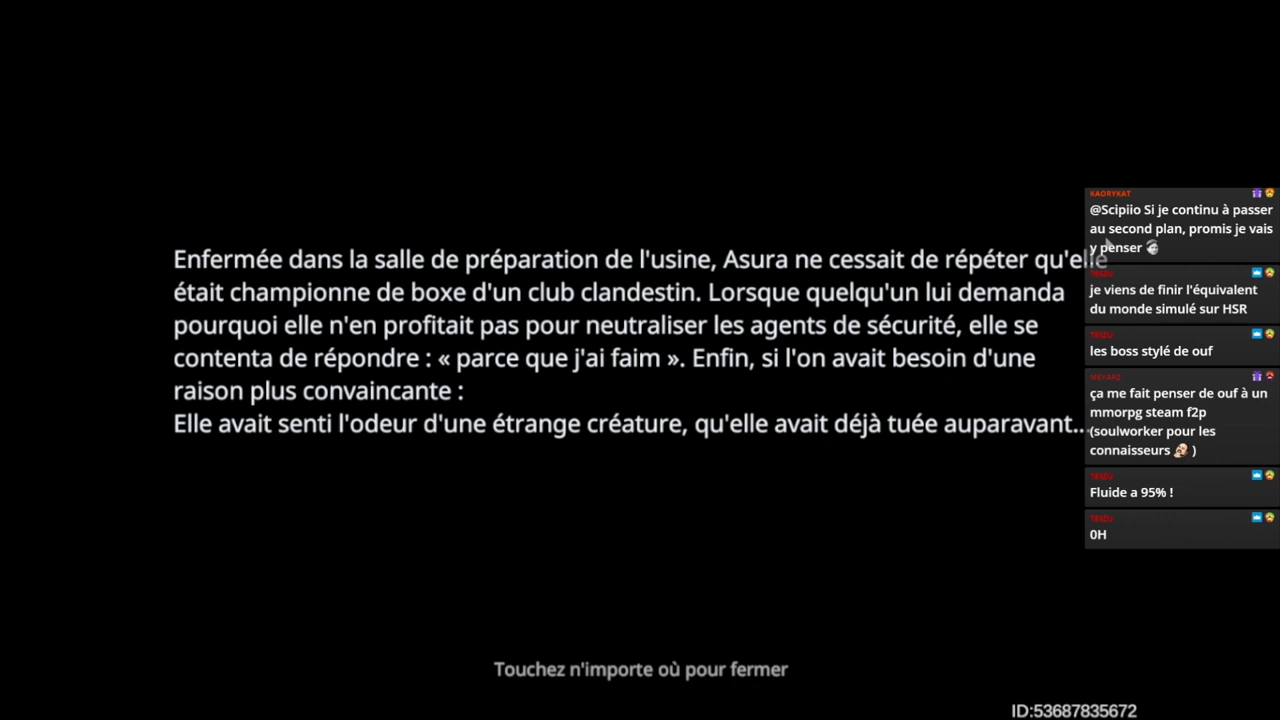 Enfermée dans la salle de préparation de l'usine, Asura ne cessait de répéter qu'elle
était championne de boxe d'un club clandestin. Lorsque quelqu'un lui demanda
pourquoi elle n'en profitait pas pour neutraliser les agents de sécurité, elle se
contenta de répondre : « parce que j'ai faim ». Enfin, si l'on avait besoin d'une
raison plus convaincante :
Elle avait senti l'odeur d'une étrange créature, qu'elle avait déjà tuée auparavant...
KAORYKAT
@Scipiio Si je continu à passer
au second plan, promis je vais
y penser
je viens de finir l'équivalent
du monde simulé sur HSR
les boss stylé de ouf
ça me fait penser de ouf à un
mmorpg steam f2p
(soulworker pour les
connaisseurs )
Fluide a 95% !
0H
Touchez n'importe où pour fermer
ID:53687835672